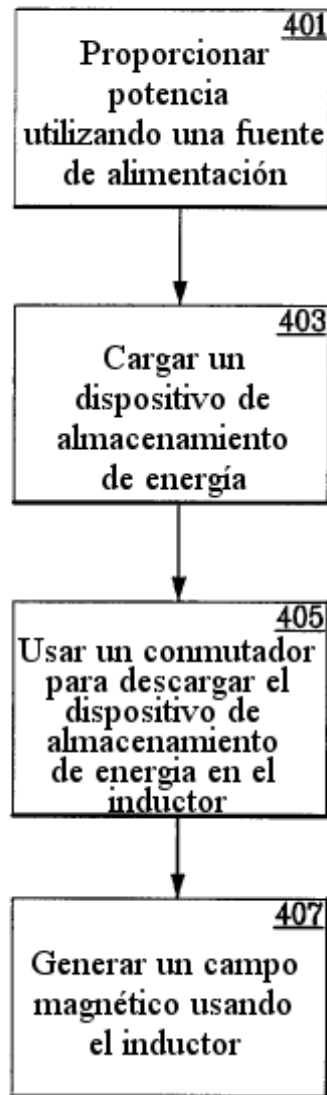 401
Proporcionar
potencia
utilizando una fuente
de alimentación
403
Cargar un
dispositivo de
almacenamiento
de energía
405
Usar un conmutador
para descargar el
dispositivo de
almacenamiento
de energia en el
inductor
407
Generar un campo
magnético usando
el inductor